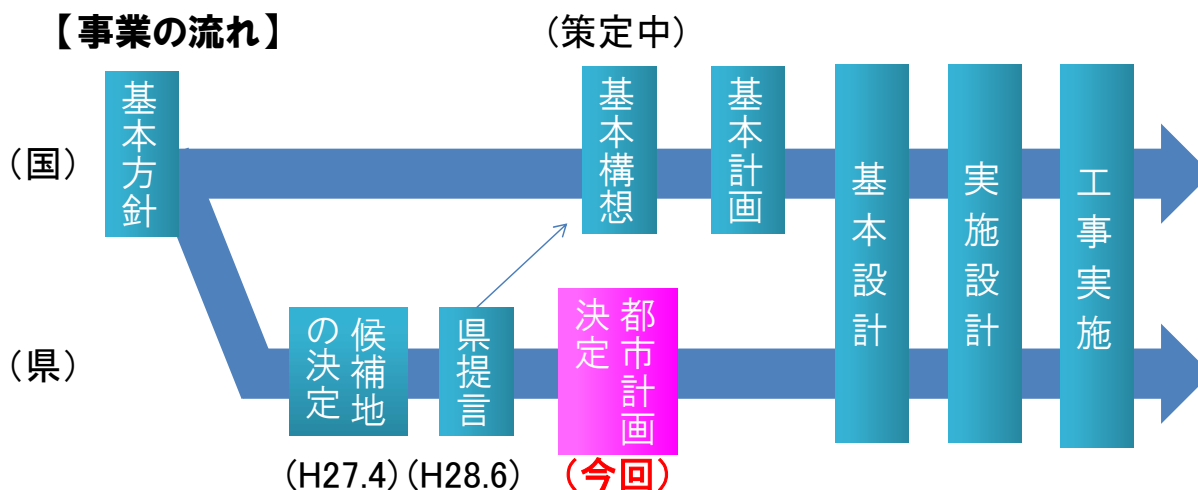 【事業の流れ】
(策定中)
(国)
基本方針
基本構想
基本計画
基本設計
実施設計
工事実施
(県)
候補地
の決定
県提言
都市計画
決定
(H27.4)
(H28.6)
(今回)